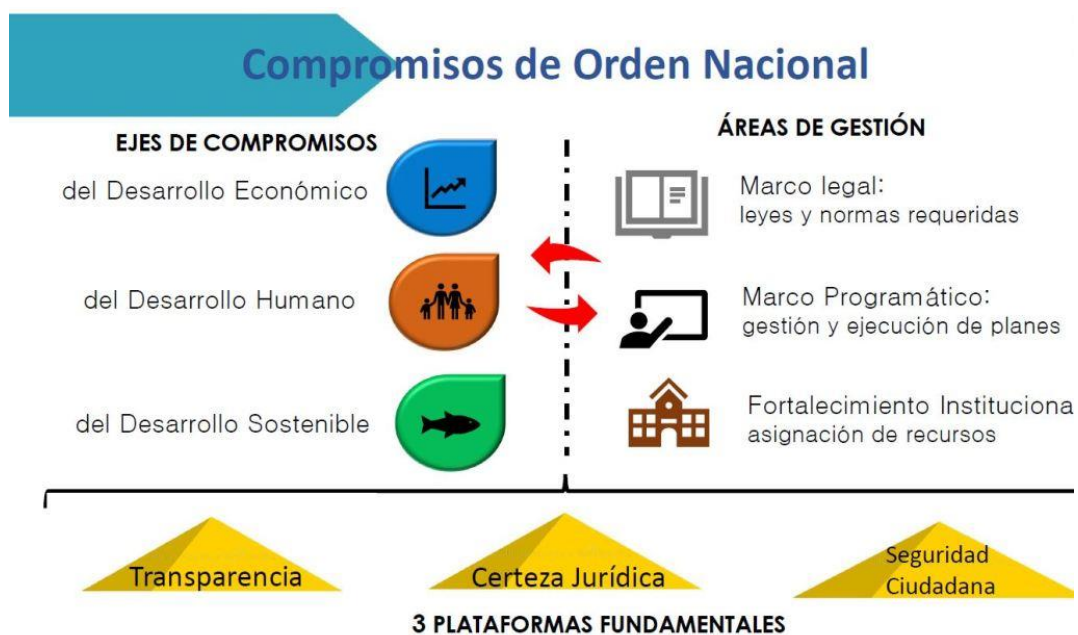 Compromisos de Orden Nacional
EJES DE COMPROMISOS
del Desarrollo Económico
del Desarrollo Humano
del Desarrollo Sostenible
ÁREAS DE GESTIÓN
Marco legal:
leyes y normas requeridas
Marco Programático:
gestión y ejecución de planes
Fortalecimiento Instituciona
asignación de recursos
Transparencia
Certeza Jurídica
Seguridad
Ciudadana
3 PLATAFORMAS FUNDAMENTALES